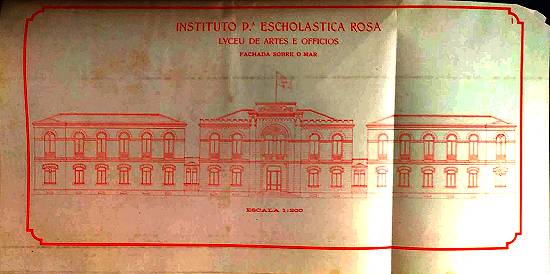 INSTITUTO P.ª ESCHOLASTICA ROSA
LYCEU DE ARTES E OFFICIOS
FACHADA SOBRE O MAR
ESCALA 1:200